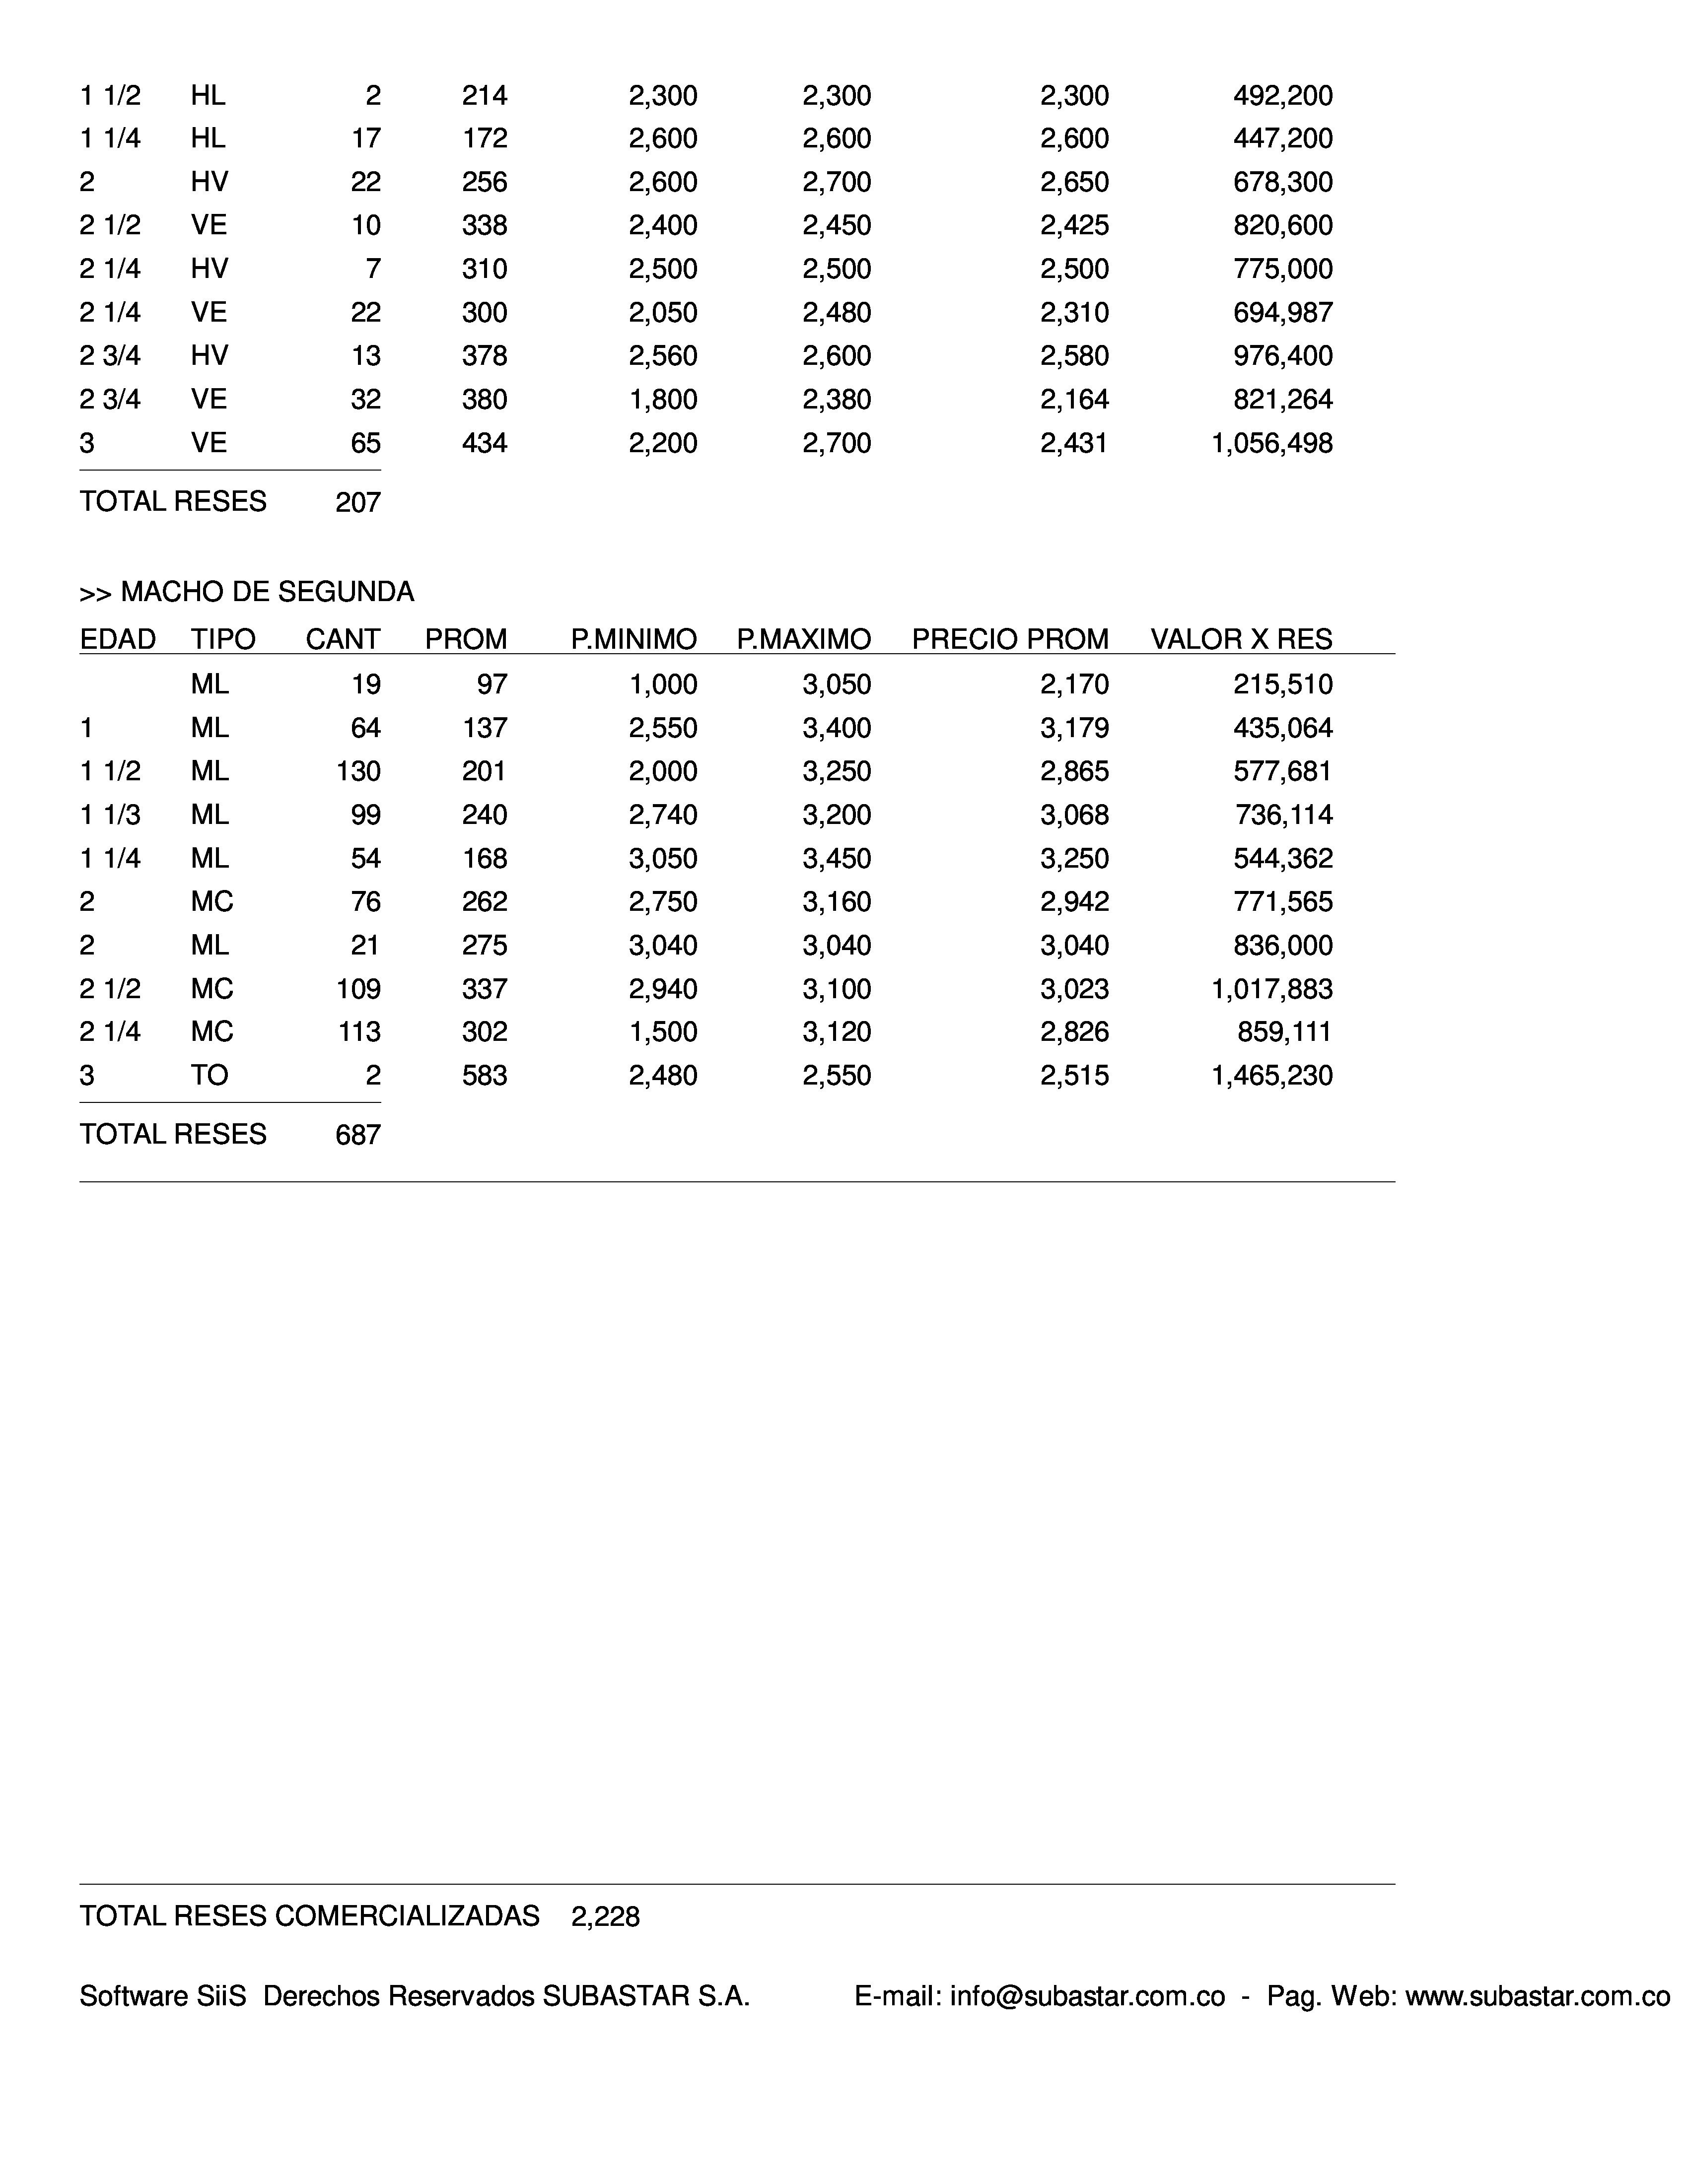 1 1/2 HL 2 214 2,300 2,300 2,300 492,200
1 1/4 HL 17 172 2,600 2,600 2,600 447,200
2 HV 22 256 2,600 2,700 2,650 678,300
2 1/2 VE 10 338 2,400 2,450 2,425 820,600
2 1/4 HV 7 310 2,500 2,500 2,500 775,000
2 1/4 VE 22 300 2,050 2,480 2,310 694,987
2 3/4 HV 13 378 2,560 2,600 2,580 976,400
2 3/4 VE 32 380 1,800 2,380 2,164 821,264
3 VE 65 434 2,200 2,700 2,431 1,056,498
TOTAL RESES 207
>> MACHO DE SEGUNDA
EDAD TIPO CANT PROM P.MINIMO P.MAXIMO PRECIO PROM VALOR X RES
ML 19 97 1,000 3,050 2,170 215,510
1 ML 64 137 2,550 3,400 3,179 435,064
1 1/2 ML 130 201 2,000 3,250 2,865 577,681
1 1/3 ML 99 240 2,740 3,200 3,068 736,114
1 1/4 ML 54 168 3,050 3,450 3,250 544,362
2 MC 76 262 2,750 3,160 2,942 771,565
2 ML 21 275 3,040 3,040 3,040 836,000
2 1/2 MC 109 337 2,940 3,100 3,023 1,017,883
2 1/4 MC 113 302 1,500 3,120 2,826 859,111
3 TO 2 583 2,480 2,550 2,515 1,465,230
TOTAL RESES 687
TOTAL RESES COMERCIALIZADAS 2,228
Software SiiS Derechos Reservados SUBASTAR S.A. E-mail: info@subastar.com.co - Pag. Web: www.subastar.com.co